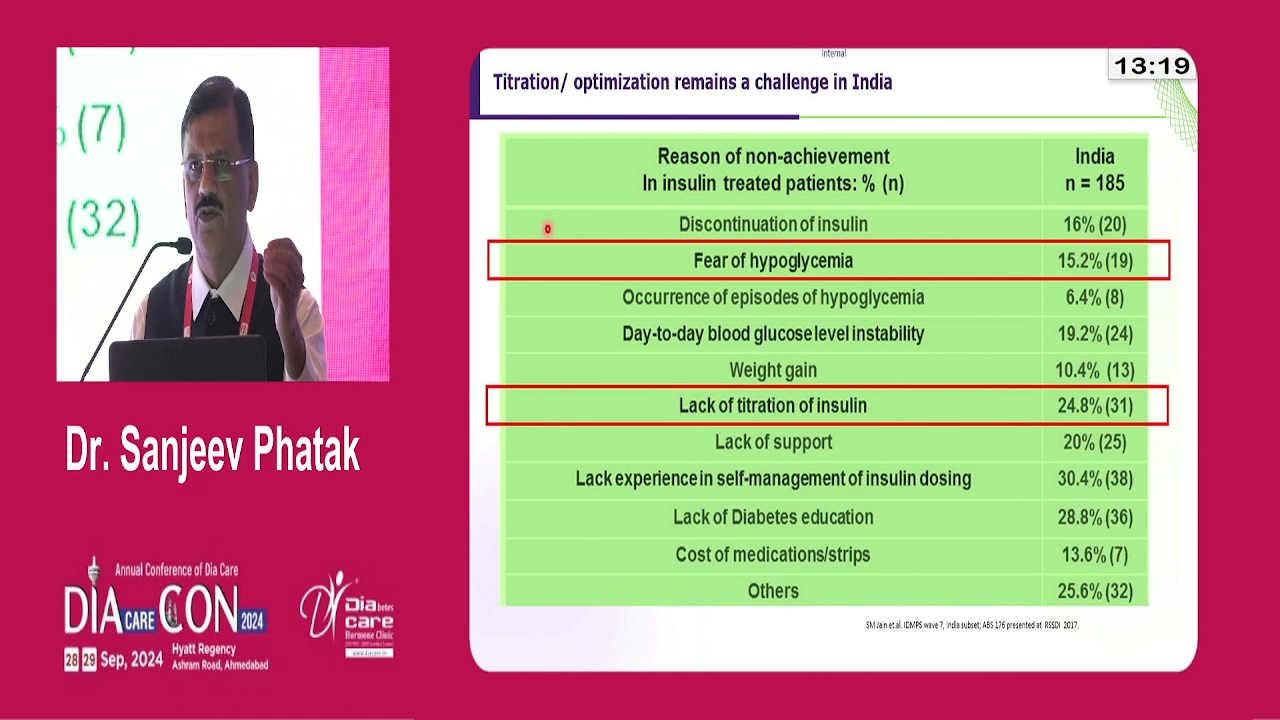 % (7)
(32)
Dr. Sanjeev Phatak
Annual Conference of Dia Care
DIA CARE CON 2024
28 29 Sep, 2024
Hyatt Regency
Ashram Road, Ahmedabad
Diabetes
care
Hormone Clinic
www.diacare.in
Internal
13:19
Titration/ optimization remains a challenge in India
Reason of non-achievement
In insulin treated patients: % (n)
India
n = 185
Discontinuation of insulin 16% (20)
Fear of hypoglycemia 15.2% (19)
Occurrence of episodes of hypoglycemia 6.4% (8)
Day-to-day blood glucose level instability 19.2% (24)
Weight gain 10.4% (13)
Lack of titration of insulin 24.8% (31)
Lack of support 20% (25)
Lack experience in self-management of insulin dosing 30.4% (38)
Lack of Diabetes education 28.8% (36)
Cost of medications/strips 13.6% (7)
Others 25.6% (32)
SM Jain et al. IDMPS wave 7, India subset; ABS 176 presented at RSSDI 2017.